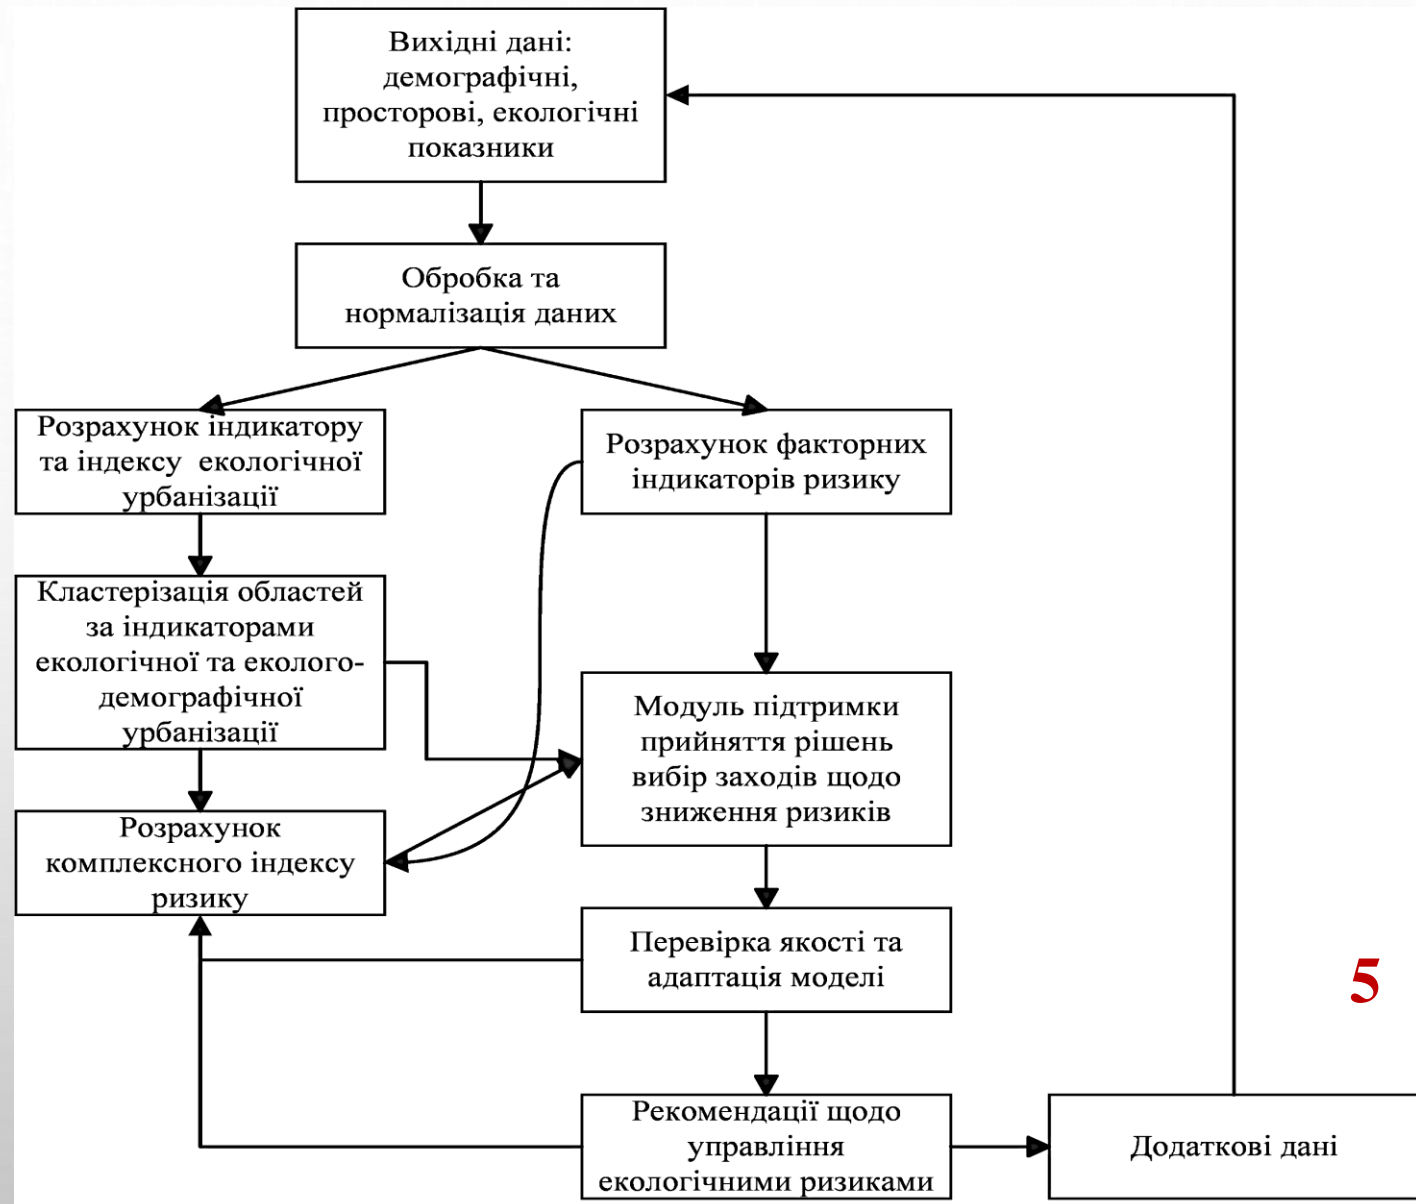 Вихідні дані:
демографічні,
просторові, екологічні
показники
Обробка та
нормалізація даних
Розрахунок індикатору
та індексу екологічної
урбанізації
Розрахунок факторних
індикаторів ризику
Кластерізація областей
за індикаторами
екологічної та еколого-
демографічної
урбанізації
Модуль підтримки
прийняття рішень
вибір заходів щодо
зниження ризиків
Розрахунок
комплексного індексу
ризику
Перевірка якості та
адаптація моделі
5
Рекомендації щодо
управління
екологічними ризиками
Додаткові дані